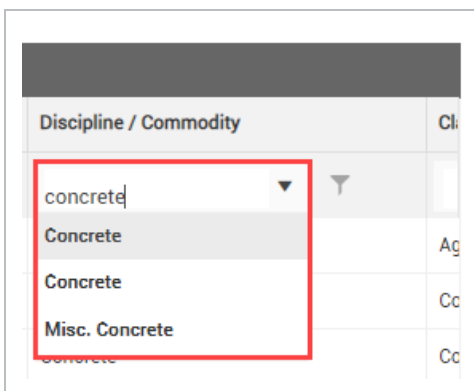 Discipline / Commodity
concrete
Concrete
Concrete
Misc. Concrete